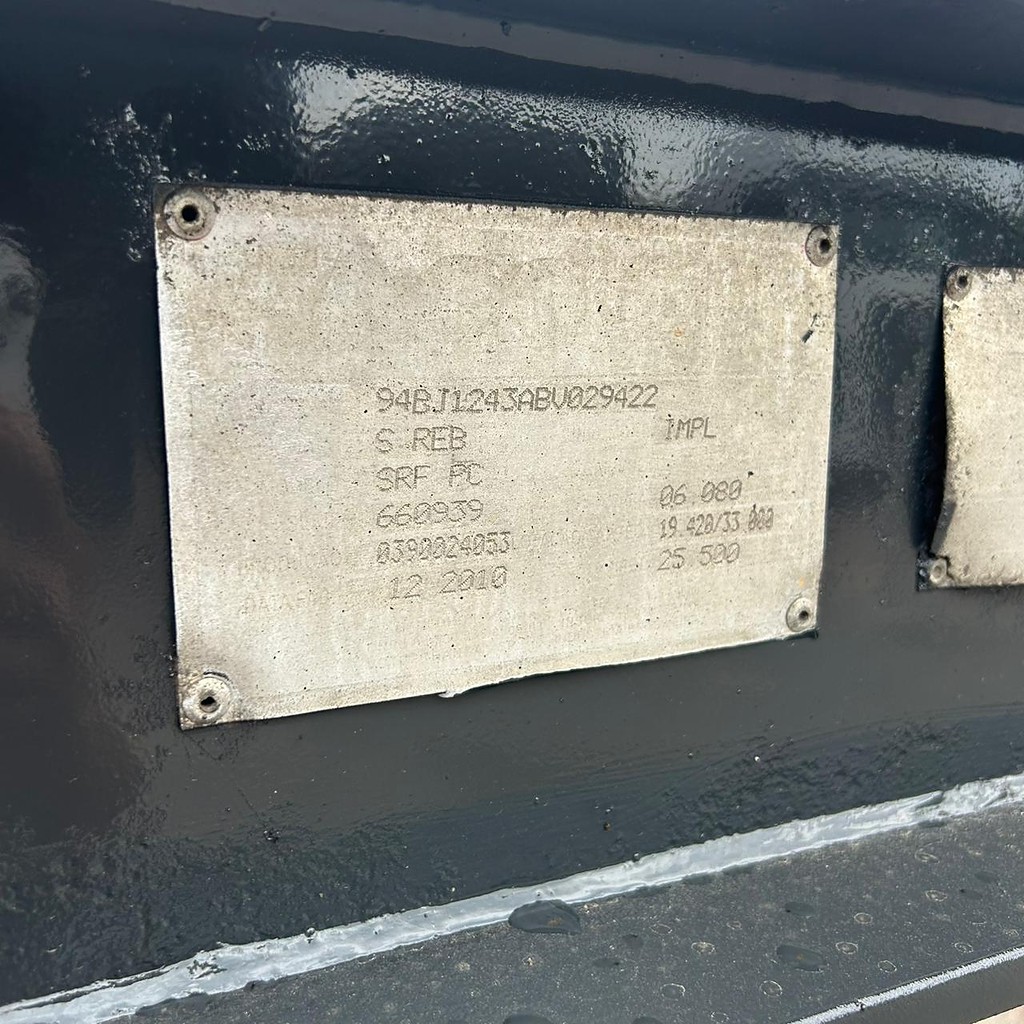 94BJ1243ABV029422
S REB IMPL
SRF PC
660939 06 080
0390024053 19 420/33 000
12 2010 25 500